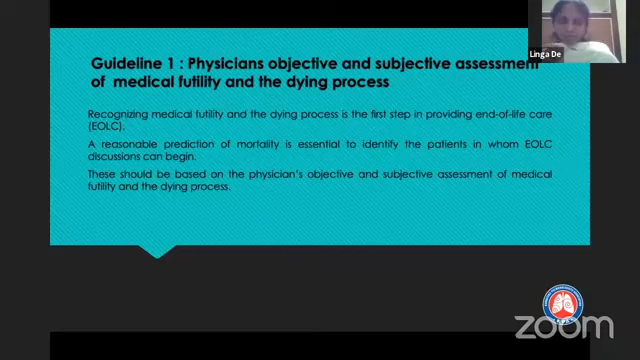 Guideline 1 : Physicians objective and subjective assessment
of medical futility and the dying process
Recognizing medical futility and the dying process is the first step in providing end-of-life care
(EOLC).
A reasonable prediction of mortality is essential to identify the patients in whom EOLC
discussions can begin.
These should be based on the physician's objective and subjective assessment of medical
futility and the dying process.
Linga De
zoom